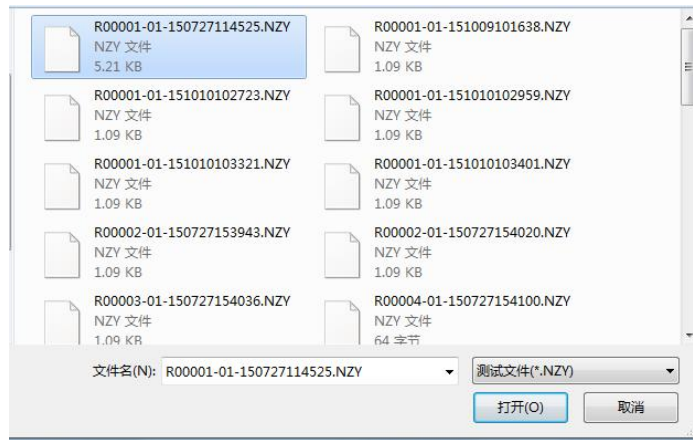 R00001-01-150727114525.NZY
NZY 文件
5.21 KB
R00001-01-151009101638.NZY
NZY 文件
1.09 KB
R00001-01-151010102723.NZY
NZY 文件
1.09 KB
R00001-01-151010102959.NZY
NZY 文件
1.09 KB
R00001-01-151010103321.NZY
NZY 文件
1.09 KB
R00001-01-151010103401.NZY
NZY 文件
1.09 KB
R00002-01-150727153943.NZY
NZY 文件
1.09 KB
R00002-01-150727154020.NZY
NZY 文件
1.09 KB
R00003-01-150727154036.NZY
NZY 文件
1.09 KB
R00004-01-150727154100.NZY
NZY 文件
64 字节
文件名(N): R00001-01-150727114525.NZY
测试文件(*.NZY)
打开(O)
取消